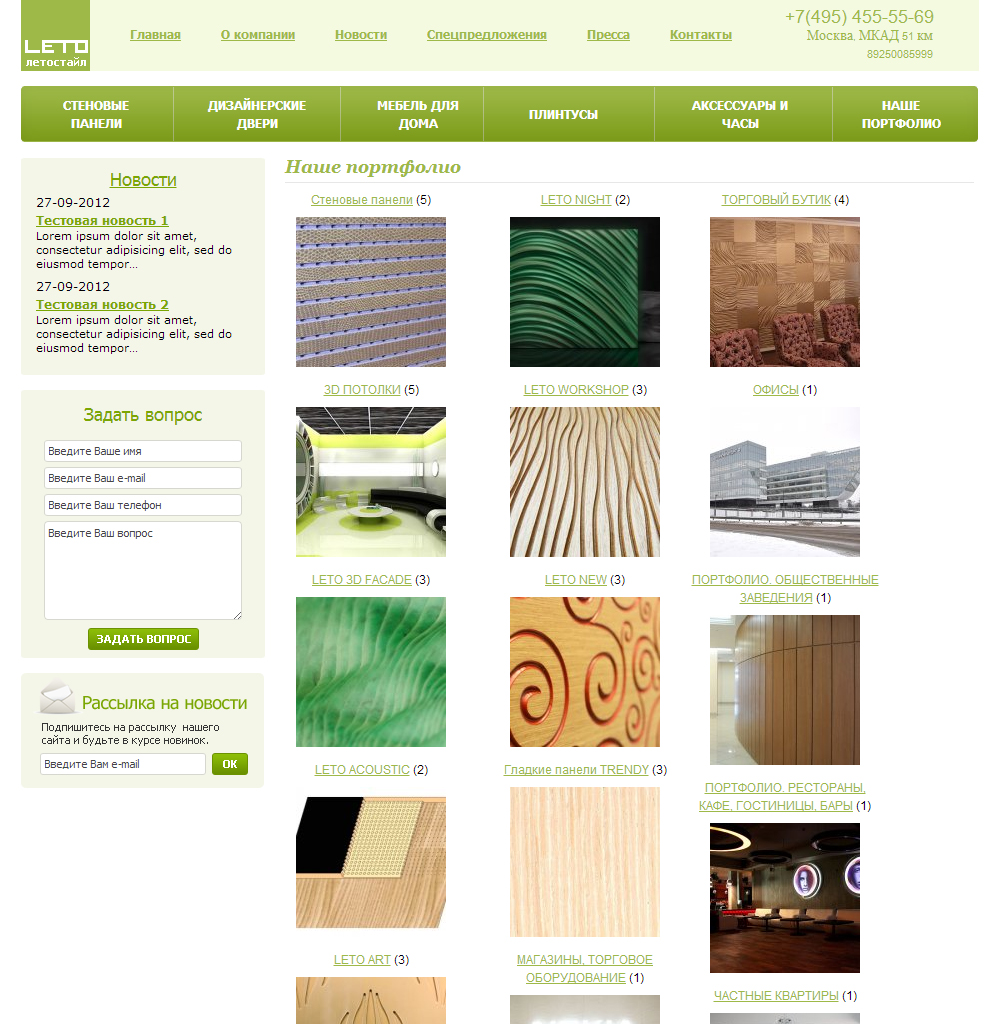 LETO
летостайл
Главная
О компании
Новости
Спецпредложения
Пресса
Контакты
+7(495) 455-55-69
Москва, МКАД 51 км
89250085999
СТЕНОВЫЕ
ПАНЕЛИ
ДИЗАЙНЕРСКИЕ
ДВЕРИ
МЕБЕЛЬ ДЛЯ
ДОМА
ПЛИНТУСЫ
АКСЕССУАРЫ И
ЧАСЫ
НАШЕ
ПОРТФОЛИО
Новости
27-09-2012
Тестовая новость 1
Lorem ipsum dolor sit amet,
consectetur adipisicing elit, sed do
eiusmod tempor...
27-09-2012
Тестовая новость 2
Lorem ipsum dolor sit amet,
consectetur adipisicing elit, sed do
eiusmod tempor...
Задать вопрос
Введите Ваше имя
Введите Ваш e-mail
Введите Ваш телефон
Введите Ваш вопрос
ЗАДАТЬ ВОПРОС
Рассылка на новости
Подпишитесь на рассылку нашего
сайта и будьте в курсе новинок.
Введите Вам e-mail
ОК
Наше портфолио
Стеновые панели (5)
LETO NIGHT (2)
ТОРГОВЫЙ БУТИК (4)
3D ПОТОЛКИ (5)
LETO WORKSHOP (3)
ОФИСЫ (1)
LETO 3D FACADE (3)
LETO NEW (3)
ПОРТФОЛИО. ОБЩЕСТВЕННЫЕ
ЗАВЕДЕНИЯ (1)
LETO ACOUSTIC (2)
Гладкие панели TRENDY (3)
ПОРТФОЛИО. РЕСТОРАНЫ,
КАФЕ, ГОСТИНИЦЫ, БАРЫ (1)
LETO ART (3)
МАГАЗИНЫ, ТОРГОВОЕ
ОБОРУДОВАНИЕ (1)
ЧАСТНЫЕ КВАРТИРЫ (1)